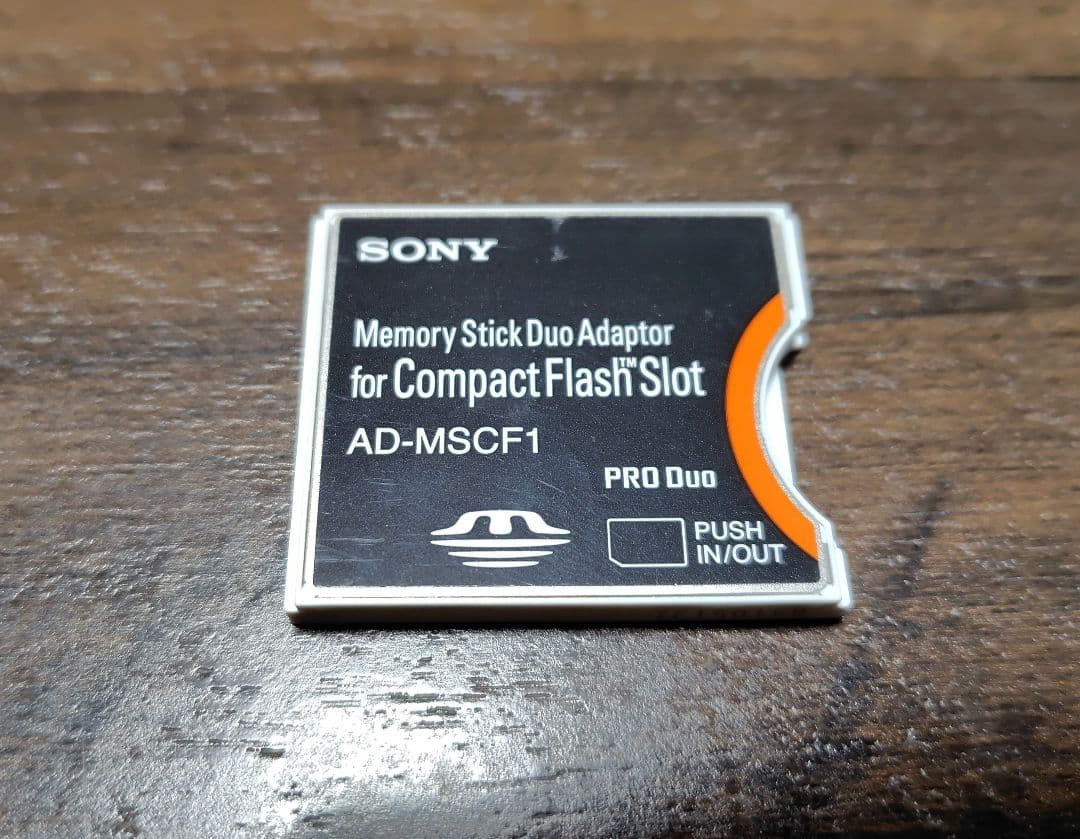 SONY
Memory Stick Duo Adaptor
for CompactFlash™ Slot
AD-MSCF1
PRO Duo
PUSH
IN/OUT